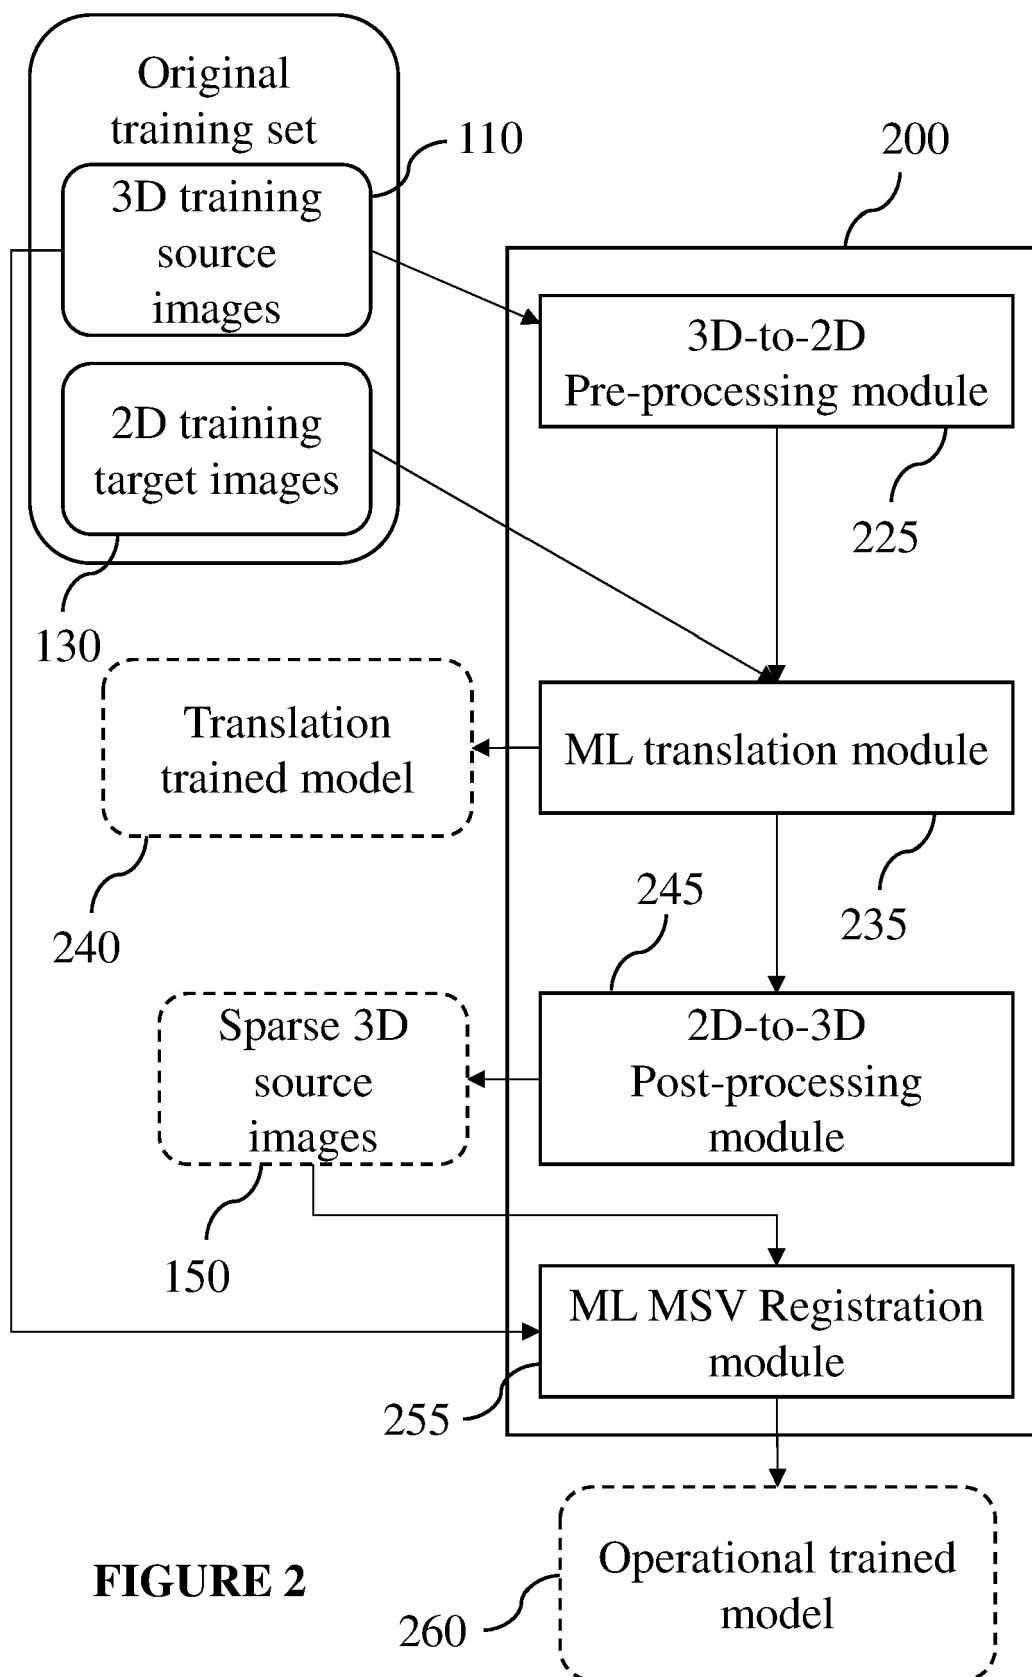 Original
training set
110
200
3D training
source
images
3D-to-2D
Pre-processing module
2D training
target images
225
130
Translation
trained model
ML translation module
240
245
235
Sparse 3D
source
images
2D-to-3D
Post-processing
module
150
ML MSV Registration
module
255
FIGURE 2
Operational trained
model
260